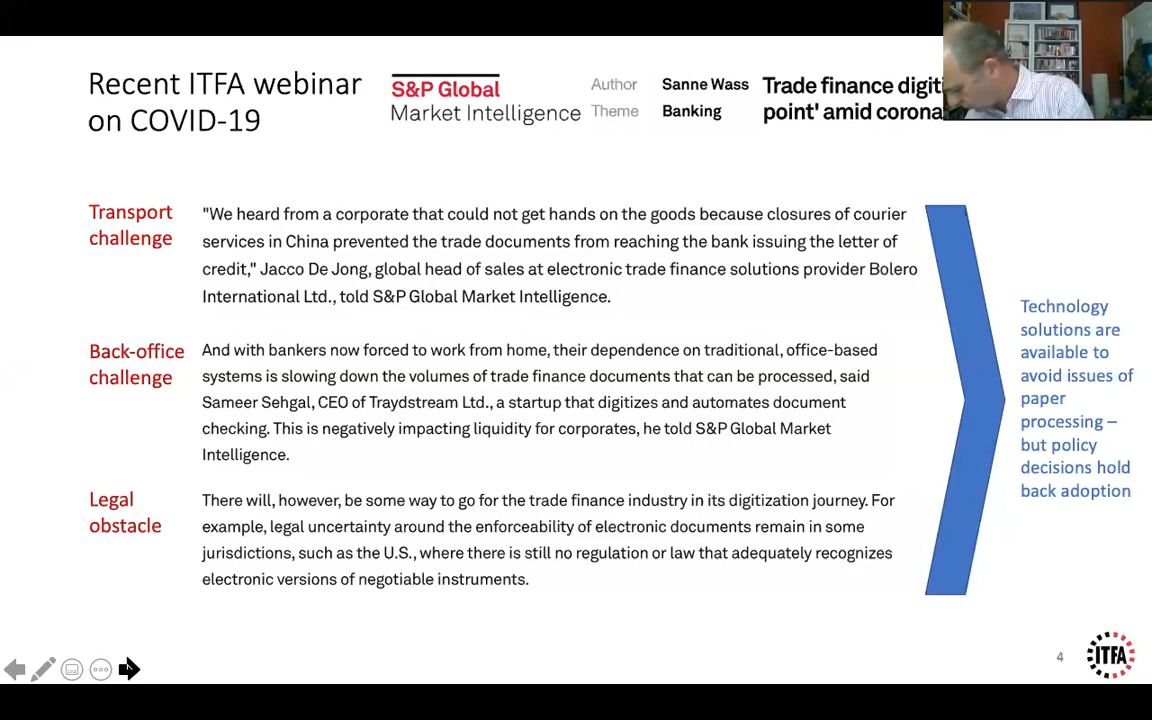 Recent ITFA webinar
on COVID-19
S&P Global
Market Intelligence
Author Sanne Wass
Theme Banking
Trade finance digiti
point' amid corona
Transport
challenge
"We heard from a corporate that could not get hands on the goods because closures of courier
services in China prevented the trade documents from reaching the bank issuing the letter of
credit," Jacco De Jong, global head of sales at electronic trade finance solutions provider Bolero
International Ltd., told S&P Global Market Intelligence.
Back-office
challenge
And with bankers now forced to work from home, their dependence on traditional, office-based
systems is slowing down the volumes of trade finance documents that can be processed, said
Sameer Sehgal, CEO of Traydstream Ltd., a startup that digitizes and automates document
checking. This is negatively impacting liquidity for corporates, he told S&P Global Market
Intelligence.
Legal
obstacle
There will, however, be some way to go for the trade finance industry in its digitization journey. For
example, legal uncertainty around the enforceability of electronic documents remain in some
jurisdictions, such as the U.S., where there is still no regulation or law that adequately recognizes
electronic versions of negotiable instruments.
Technology
solutions are
available to
avoid issues of
paper
processing –
but policy
decisions hold
back adoption
4
ITFA